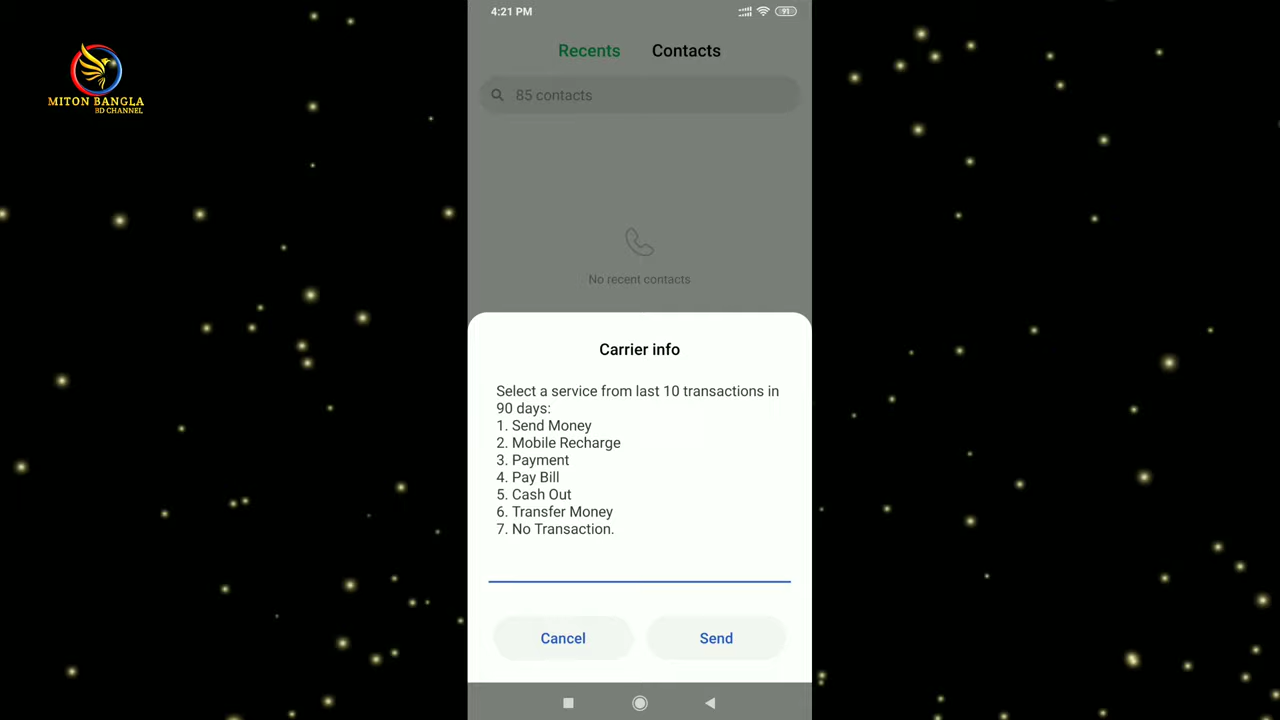 MITON BANGLA
BD CHANNEL
4:21 PM
91
Recents Contacts
85 contacts
No recent contacts
Carrier info
Select a service from last 10 transactions in
90 days:
1. Send Money
2. Mobile Recharge
3. Payment
4. Pay Bill
5. Cash Out
6. Transfer Money
7. No Transaction.
Cancel Send